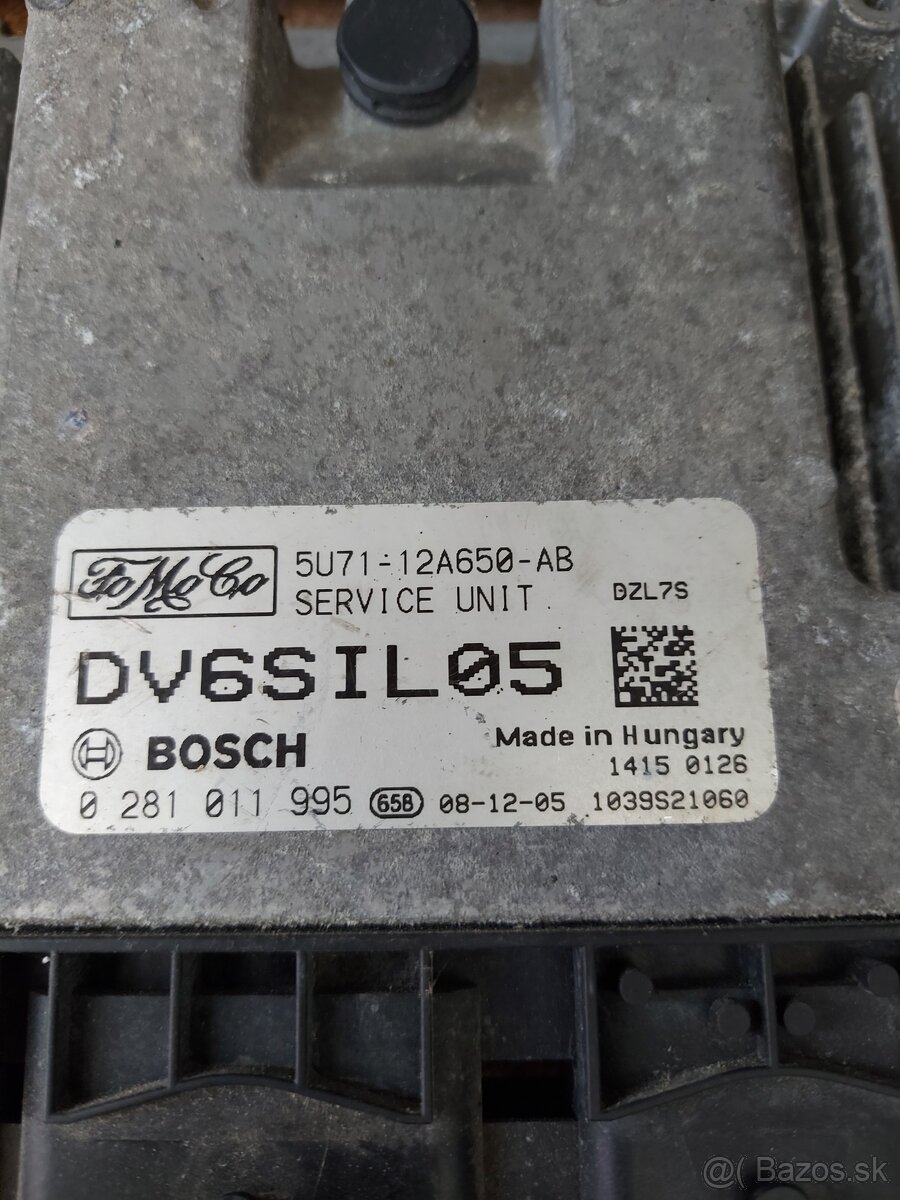 FoMoCo
5U71-12A650-AB
SERVICE UNIT
DZL7S
DV6SIL05
BOSCH
Made in Hungary
1415 0126
0 281 011 995 65B 08-12-05 1039S21060
@( Bazos.sk